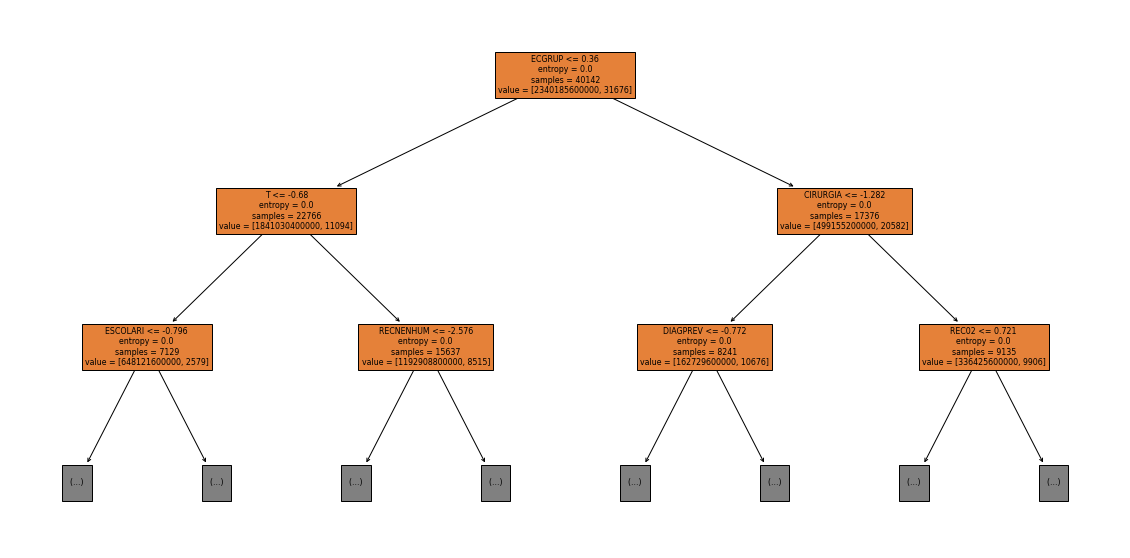 ECGRUP <= 0.36
entropy = 0.0
samples = 40142
value = [2340185600000, 31676]
T <= -0.68
entropy = 0.0
samples = 22766
value = [1841030400000, 11094]
CIRURGIA <= -1.282
entropy = 0.0
samples = 17376
value = [499155200000, 20582]
ESCOLARI <= -0.796
entropy = 0.0
samples = 7129
value = [648121600000, 2579]
RECNENHUM <= -2.576
entropy = 0.0
samples = 15637
value = [1192908800000, 8515]
DIAGPREV <= -0.772
entropy = 0.0
samples = 8241
value = [162729600000, 10676]
REC02 <= 0.721
entropy = 0.0
samples = 9135
value = [336425600000, 9906]
(...)
(...)
(...)
(...)
(...)
(...)
(...)
(...)